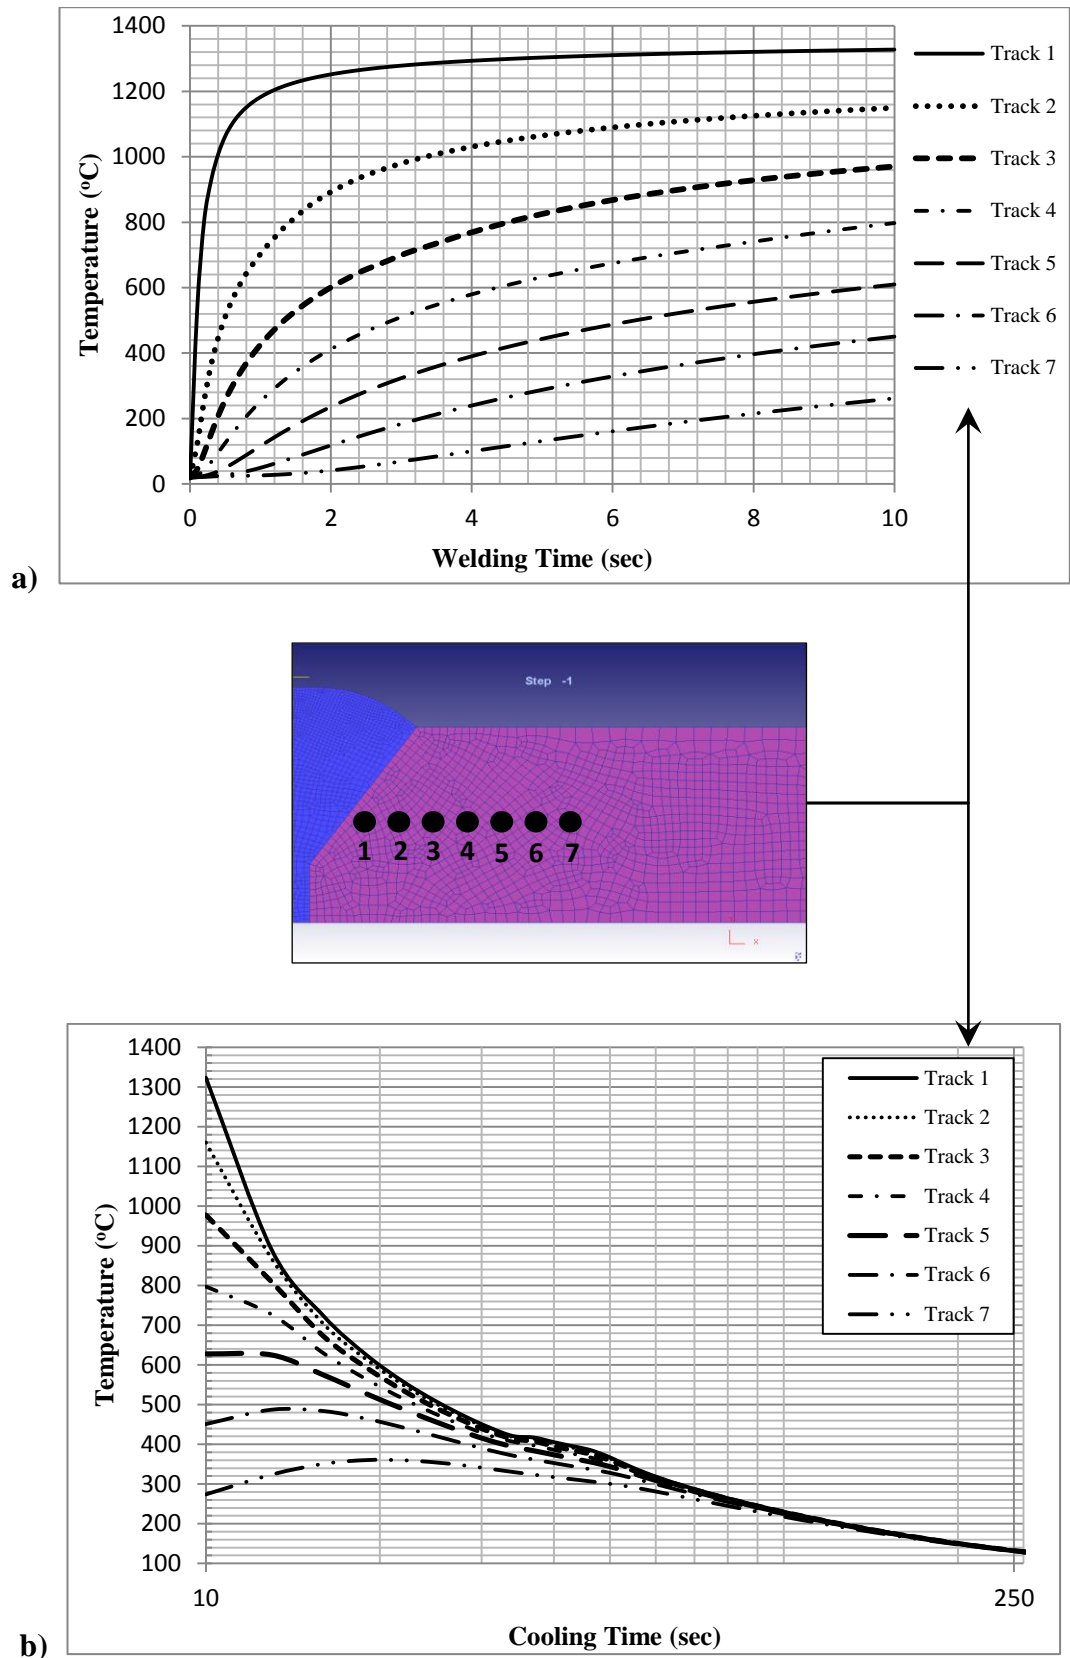 1400
1200
1000
800
600
400
200
0
Temperature (ºC)
0 2 4 6 8 10
Welding Time (sec)
Track 1
Track 2
Track 3
Track 4
Track 5
Track 6
Track 7
a)
Step -1
1 2 3 4 5 6 7
x
1400
1300
1200
1100
1000
900
800
700
600
500
400
300
200
100
Temperature (ºC)
Track 1
Track 2
Track 3
Track 4
Track 5
Track 6
Track 7
10 250
Cooling Time (sec)
b)